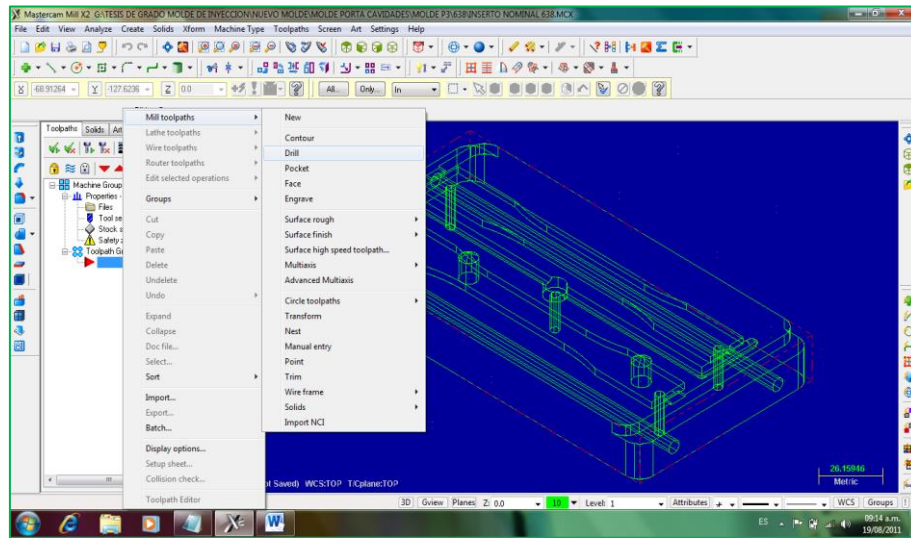 Mastercam Mill X2 G:\TESIS DE GRADO MOLDE DE INYECCION\NUEVO MOLDE\MOLDE PORTA CAVIDADES\MOLDE P3\638\INSERTO NOMINAL 638.MCX
File Edit View Analyze Create Solids Xform Machine Type Toolpaths Screen Art Settings Help
X -68.91264 Y -127.6236 Z 0.0 All... Only... In
Toolpaths Solids Art
Machine Group
Properties -
Files
Tool se
Stock s
Safety z
Toolpath Gr
Mill toolpaths
Lathe toolpaths
Wire toolpaths
Router toolpaths
Edit selected operations
Groups
Cut
Copy
Paste
Delete
Undelete
Undo
Expand
Collapse
Doc file...
Select...
Sort
Import...
Export...
Batch...
Display options...
Setup sheet...
Collision check...
Toolpath Editor
New
Contour
Drill
Pocket
Face
Engrave
Surface rough
Surface finish
Surface high speed toolpath...
Multiaxis
Advanced Multiaxis
Circle toolpaths
Transform
Nest
Manual entry
Point
Trim
Wire frame
Solids
Import NCI
ot Saved) WCS:TOP T/Cplane:TOP
26.15946
Metric
3D Gview Planes Z: 0.0 10 Level: 1 Attributes WCS Groups
ES 09:14 a.m.
19/08/2011